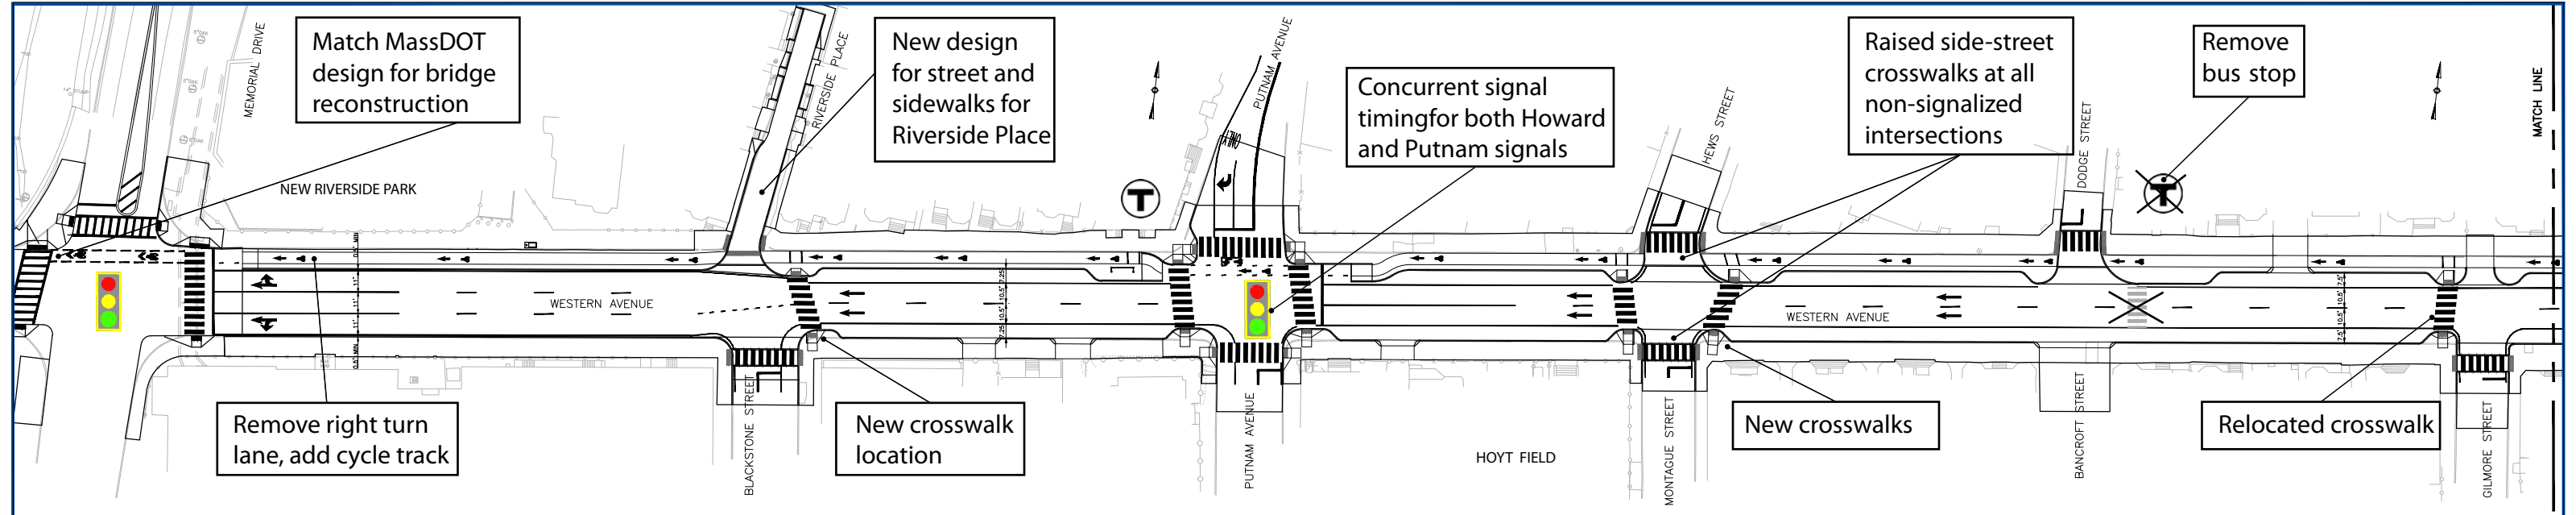 MEMORIAL DRIVE
Match MassDOT
design for bridge
reconstruction
NEW RIVERSIDE PARK
RIVERSIDE PLACE
New design
for street and
sidewalks for
Riverside Place
T
PUTNAM AVENUE
Concurrent signal
timingfor both Howard
and Putnam signals
HEWS STREET
Raised side-street
crosswalks at all
non-signalized
intersections
DODGE STREET
Remove
bus stop
T
MATCH LINE
WESTERN AVENUE
WESTERN AVENUE
Remove right turn
lane, add cycle track
BLACKSTONE STREET
New crosswalk
location
PUTNAM AVENUE
HOYT FIELD
MONTAGUE STREET
New crosswalks
BANCROFT STREET
Relocated crosswalk
GILMORE STREET